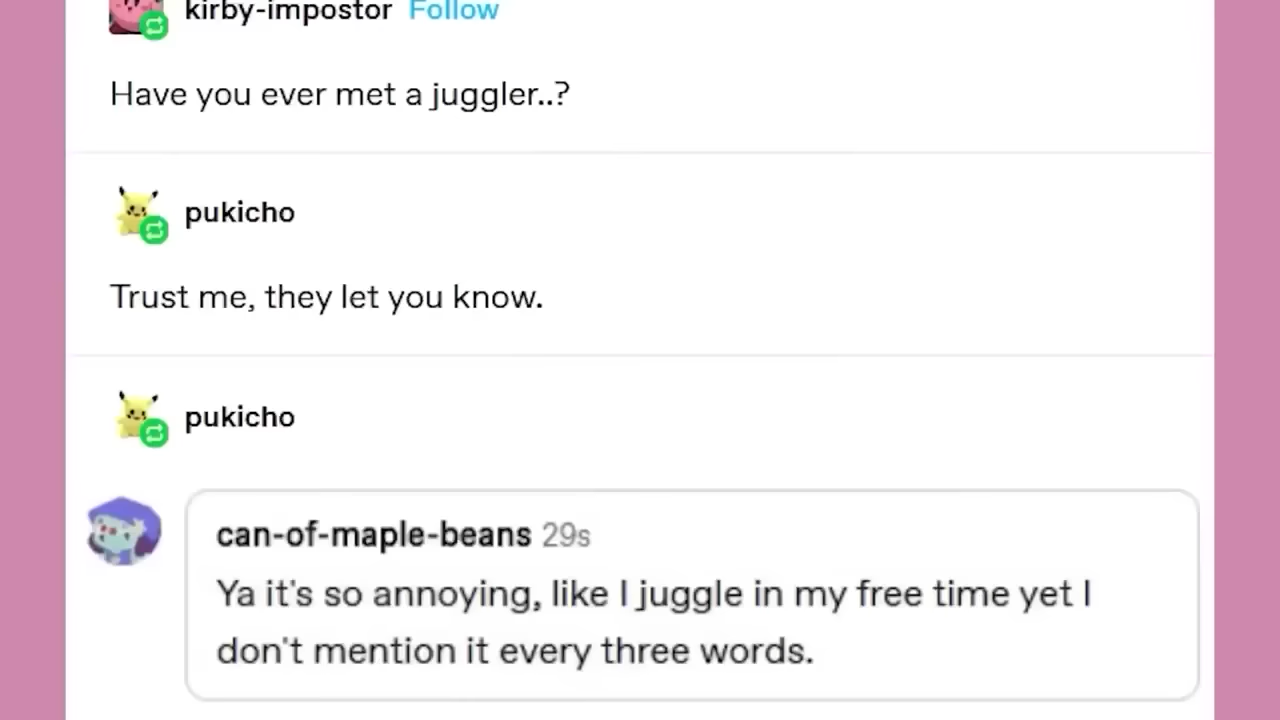 kirby-impostor Follow
Have you ever met a juggler..?
pukicho
Trust me, they let you know.
pukicho
can-of-maple-beans 29s
Ya it's so annoying, like I juggle in my free time yet I
don't mention it every three words.